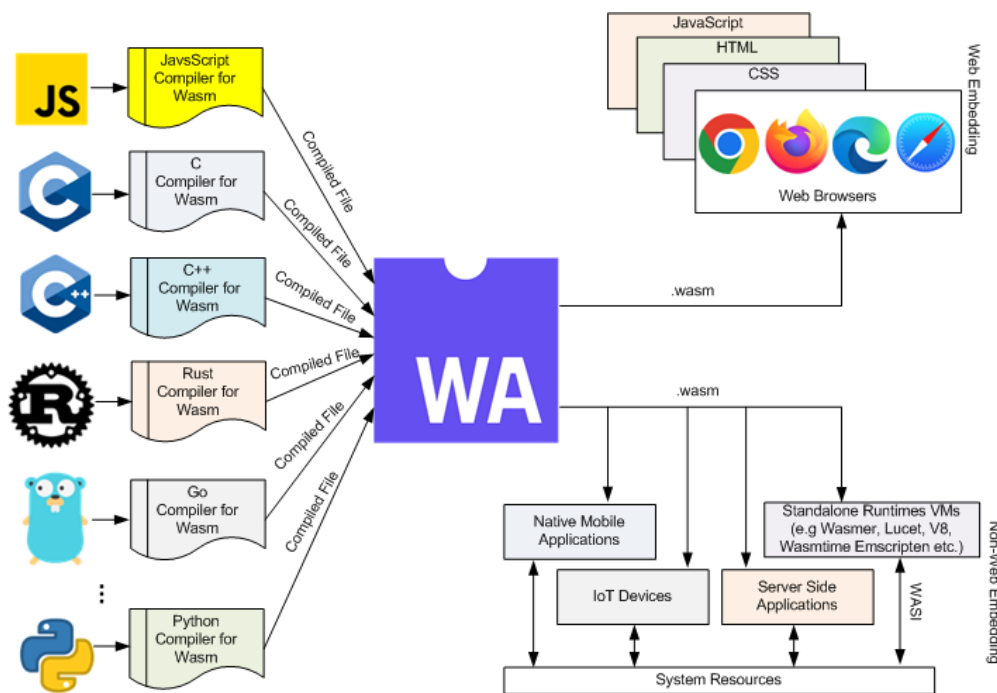 JS
JavsScript
Compiler for
Wasm
C
C
Compiler for
Wasm
C++
C++
Compiler for
Wasm
R
Rust
Compiler for
Wasm
Go
Compiler for
Wasm
...
Python
Compiler for
Wasm
Compiled File
Compiled File
Compiled File
Compiled File
Compiled File
Compiled File
WA
.wasm
.wasm
JavaScript
HTML
CSS
Web Browsers
Web Embedding
Native Mobile
Applications
Standalone Runtimes VMs
(e.g Wasmer, Lucet, V8,
Wasmtime Emscripten etc.)
IoT Devices
Server Side
Applications
WASI
Non-Web Embedding
System Resources